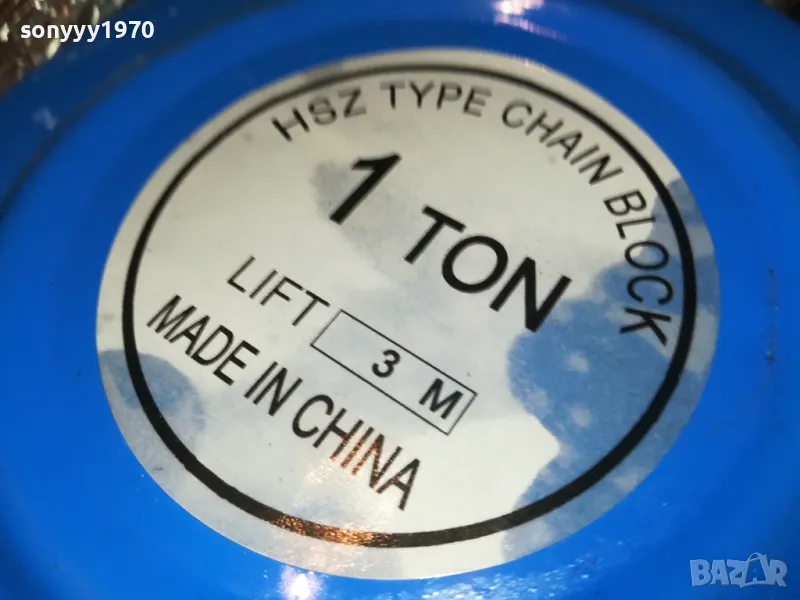 sonyyy1970
HSZ TYPE CHAIN BLOCK
1 TON
LIFT 3 M
MADE IN CHINA
BAZAR